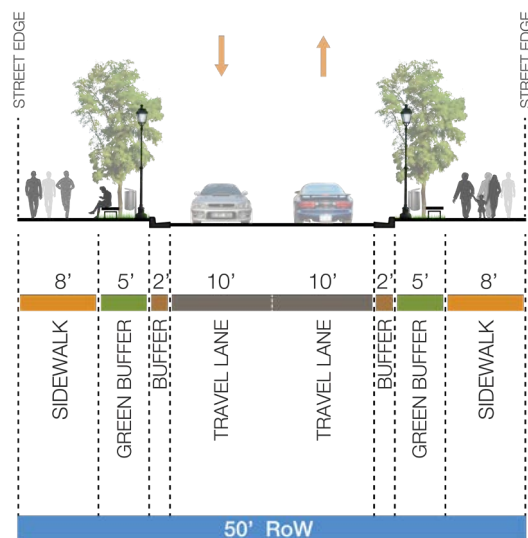 STREET EDGE
STREET EDGE
8’ 5’ 2’ 10’ 10’ 2’ 5’ 8’
SIDEWALK
GREEN BUFFER
BUFFER
TRAVEL LANE
TRAVEL LANE
BUFFER
GREEN BUFFER
SIDEWALK
50’ RoW